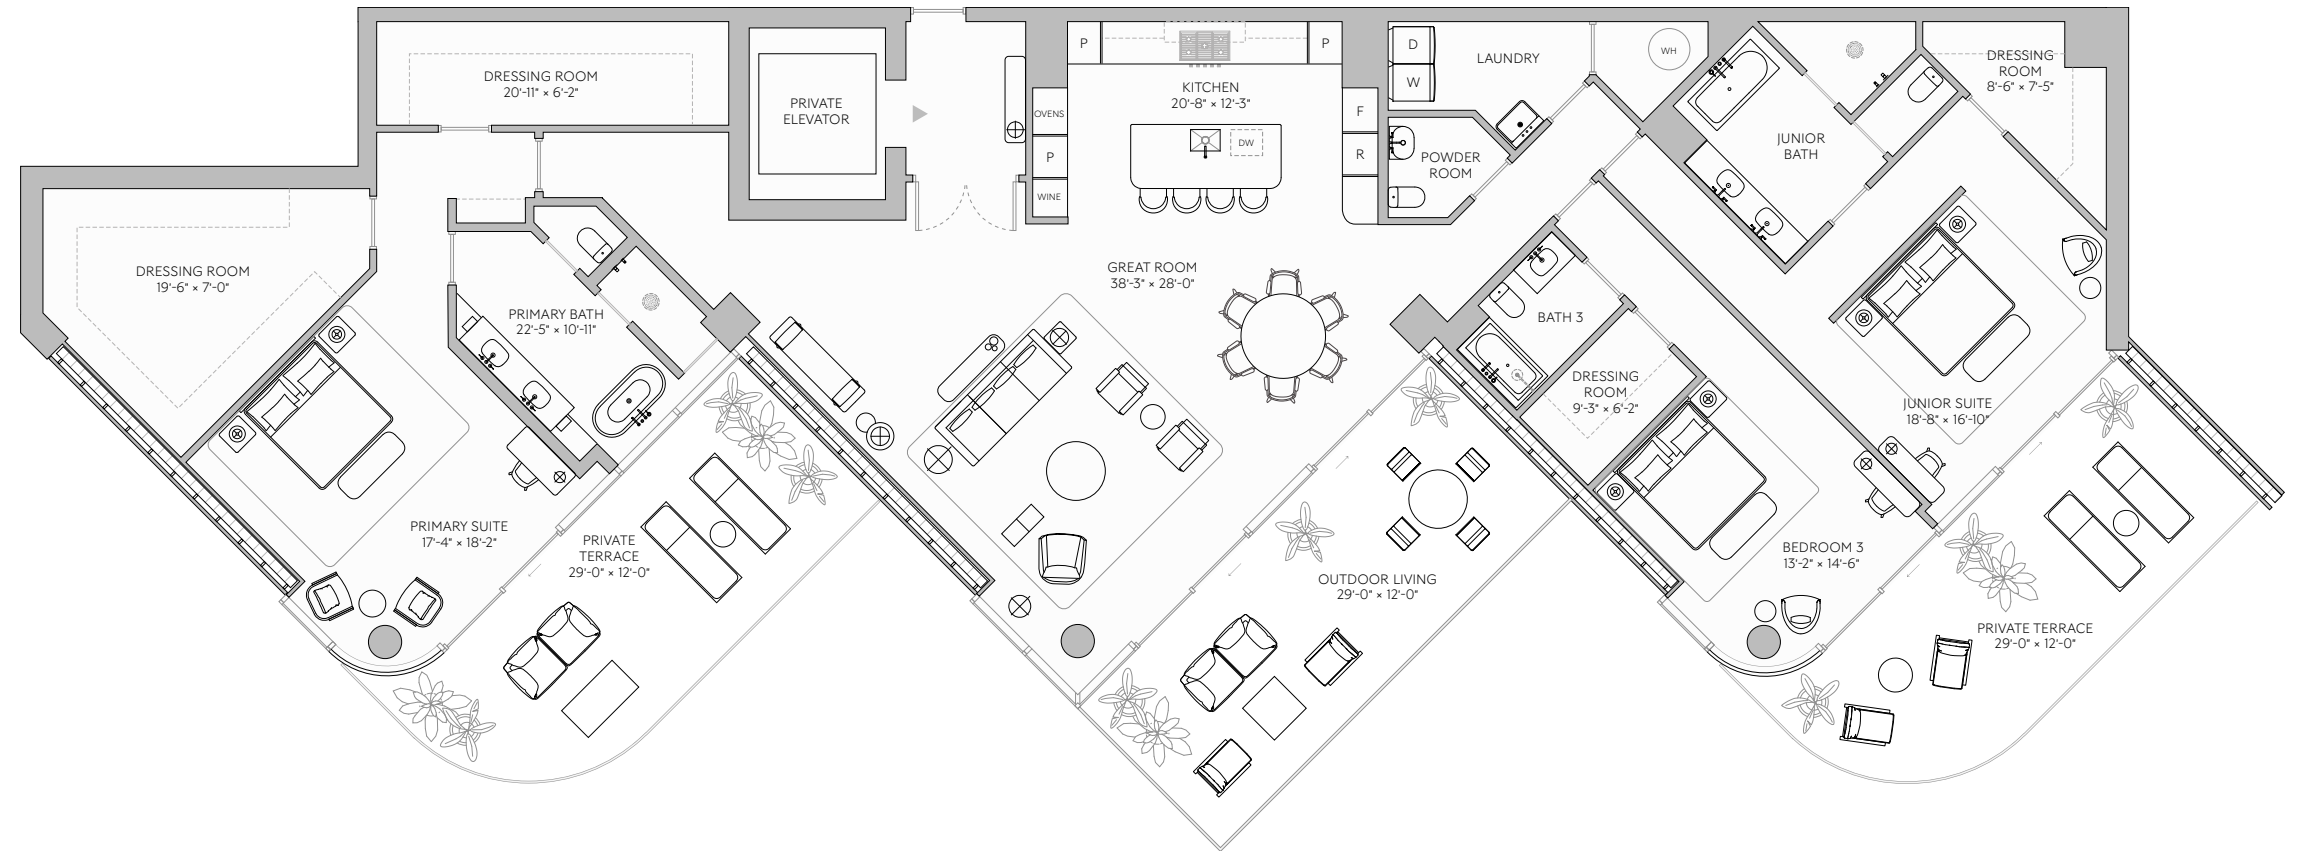 DRESSING ROOM
20'-11" × 6'-2"
PRIVATE
ELEVATOR
P
P
OVENS
P
WINE
KITCHEN
20'-8" × 12'-3"
DW
F
R
D
W
LAUNDRY
WH
POWDER
ROOM
JUNIOR
BATH
DRESSING
ROOM
8'-6" × 7'-5"
DRESSING ROOM
19'-6" × 7'-0"
PRIMARY BATH
22'-5" × 10'-11"
GREAT ROOM
38'-3" × 28'-0"
BATH 3
DRESSING
ROOM
9'-3" × 6'-2"
JUNIOR SUITE
18'-8" × 16'-10"
PRIMARY SUITE
17'-4" × 18'-2"
PRIVATE
TERRACE
29'-0" × 12'-0"
OUTDOOR LIVING
29'-0" × 12'-0"
BEDROOM 3
13'-2" × 14'-6"
PRIVATE TERRACE
29'-0" × 12'-0"